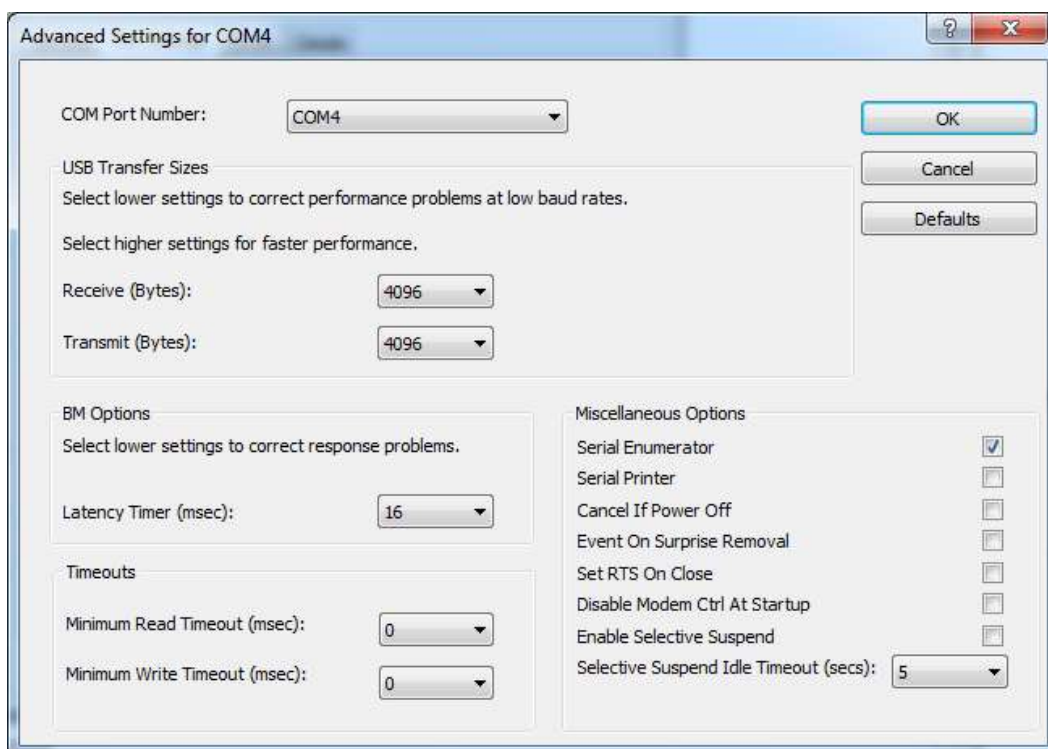 Advanced Settings for COM4
COM Port Number:
COM4
OK
Cancel
Defaults
USB Transfer Sizes
Select lower settings to correct performance problems at low baud rates.
Select higher settings for faster performance.
Receive (Bytes):
4096
Transmit (Bytes):
4096
BM Options
Select lower settings to correct response problems.
Latency Timer (msec):
16
Timeouts
Minimum Read Timeout (msec):
0
Minimum Write Timeout (msec):
0
Miscellaneous Options
Serial Enumerator
Serial Printer
Cancel If Power Off
Event On Surprise Removal
Set RTS On Close
Disable Modem Ctrl At Startup
Enable Selective Suspend
Selective Suspend Idle Timeout (secs):
5